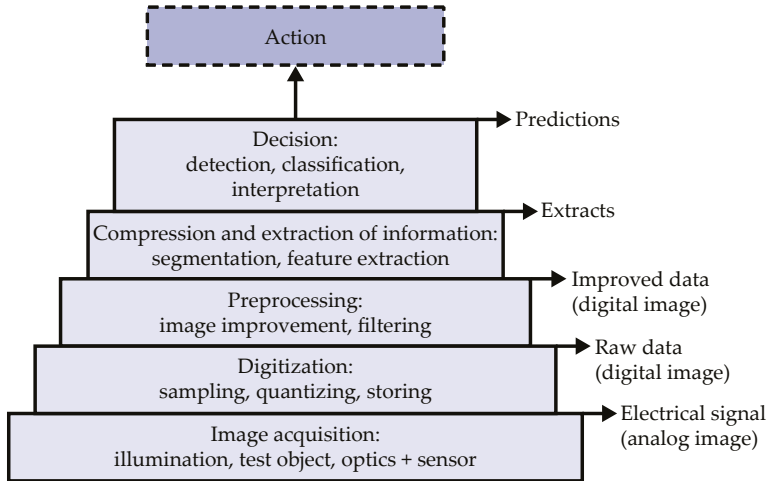 Action
Predictions
Decision:
detection, classification,
interpretation
Extracts
Compression and extraction of information:
segmentation, feature extraction
Improved data
(digital image)
Preprocessing:
image improvement, filtering
Raw data
(digital image)
Digitization:
sampling, quantizing, storing
Electrical signal
(analog image)
Image acquisition:
illumination, test object, optics + sensor